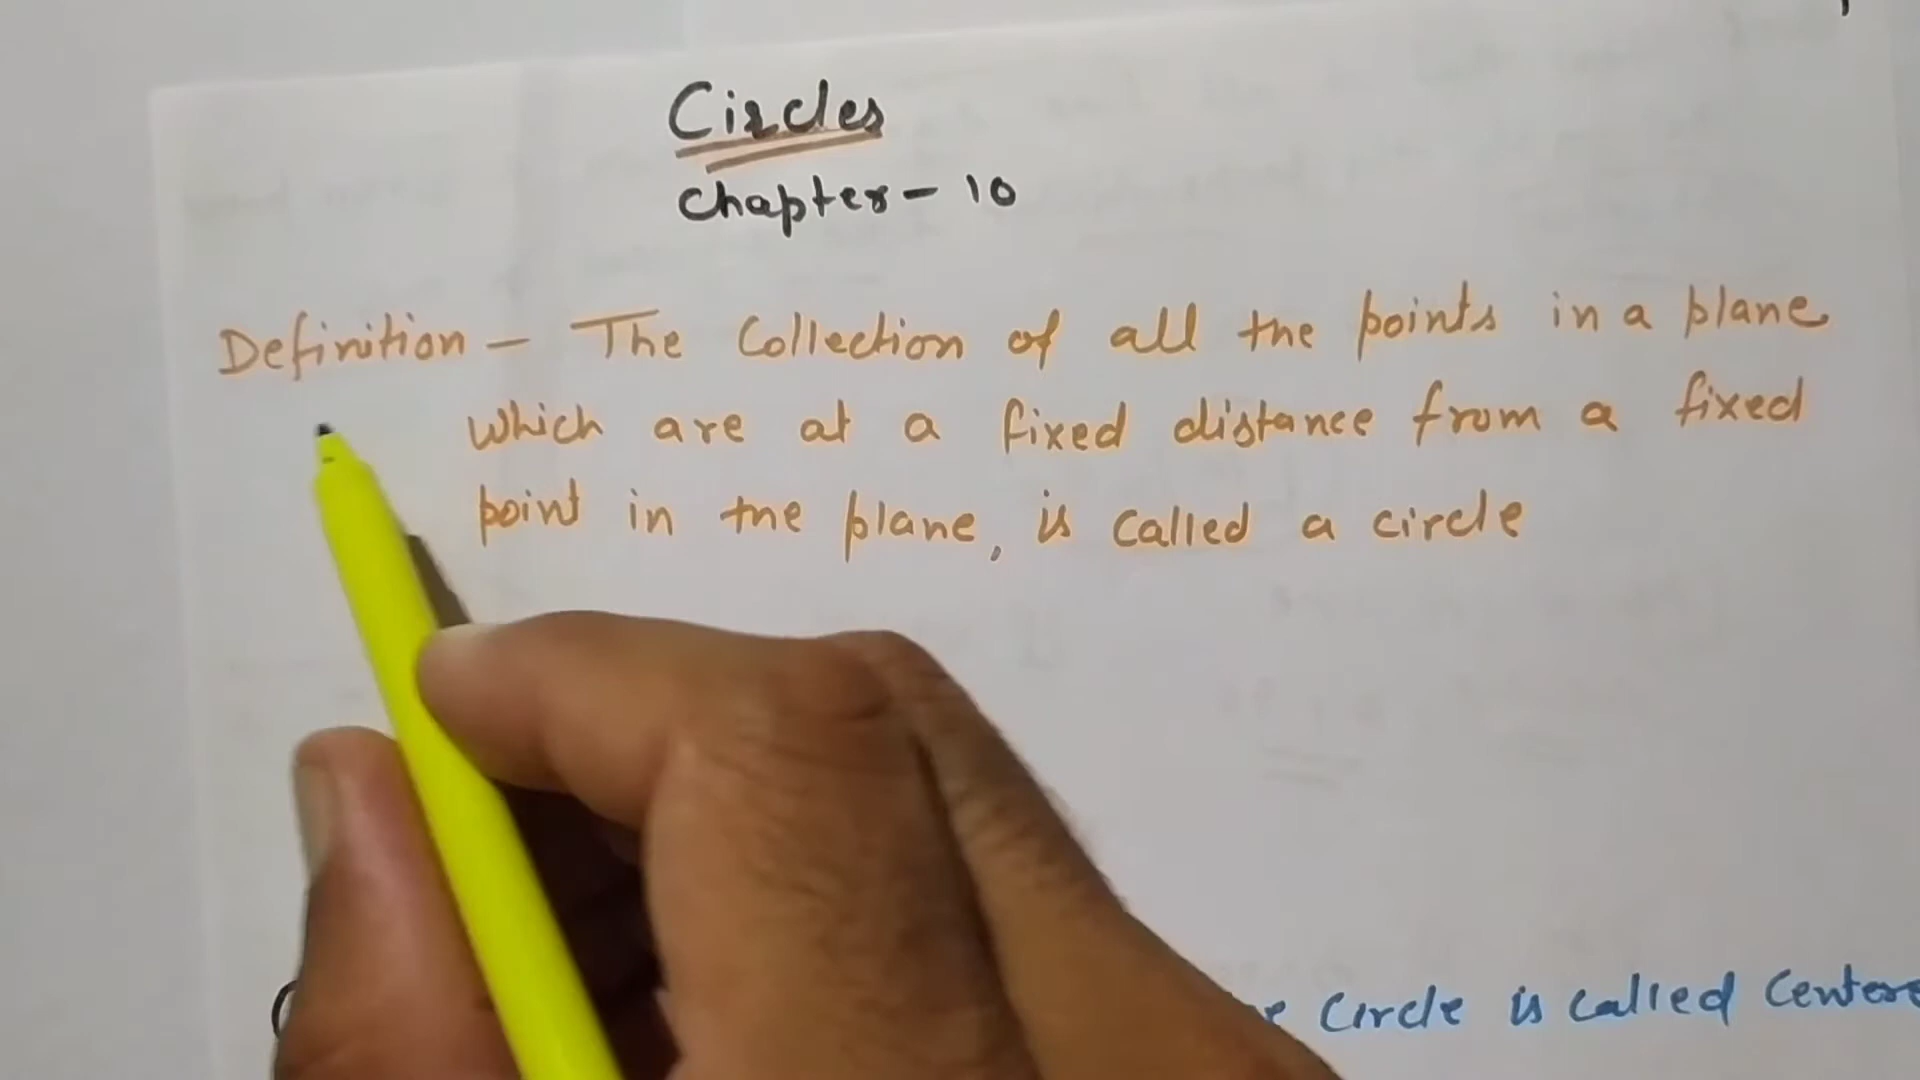 Circles
Chapter - 10
Definition - The Collection of all the points in a plane
which are at a fixed distance from a fixed
point in the plane, is called a circle
circle is called Centere